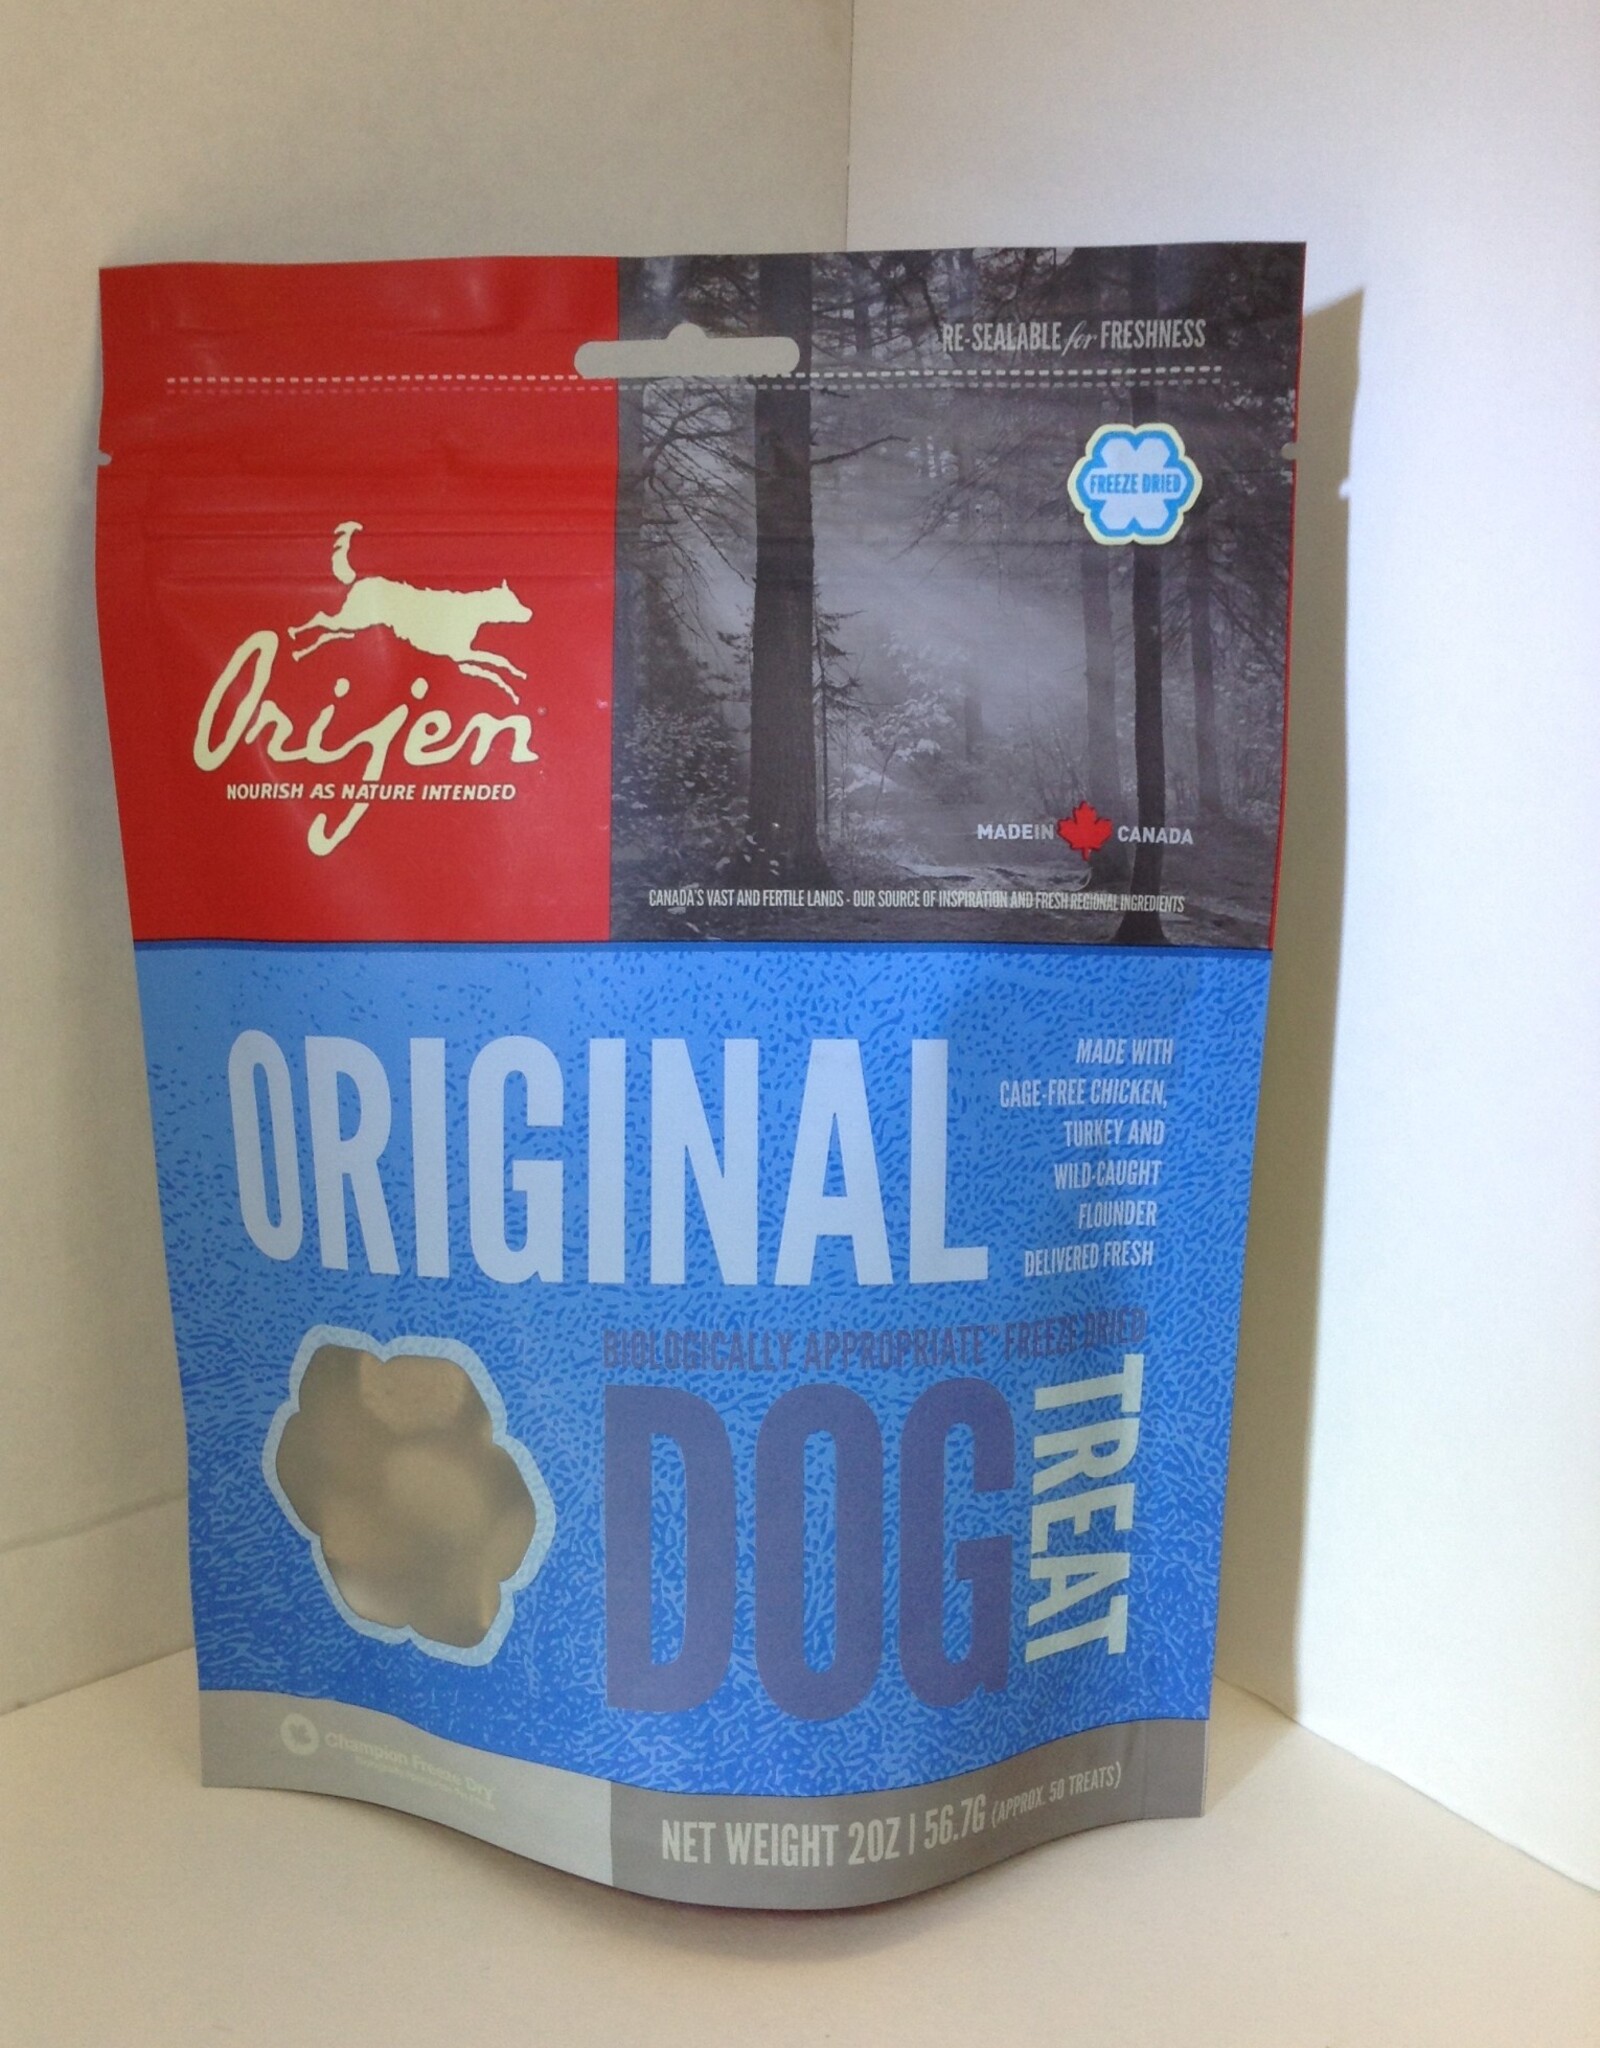 RE-SEALABLE for FRESHNESS
FREEZE DRIED
Orijen
NOURISH AS NATURE INTENDED
MADE IN CANADA
CANADA'S VAST AND FERTILE LANDS - OUR SOURCE OF INSPIRATION AND FRESH REGIONAL INGREDIENTS
ORIGINAL
MADE WITH
CAGE-FREE CHICKEN,
TURKEY AND
WILD-CAUGHT
FLOUNDER
DELIVERED FRESH
BIOLOGICALLY APPROPRIATE™ FREEZE DRIED
DOG
TREAT
Champion Freeze Dry
NET WEIGHT 2OZ | 56.7G (APPROX. 50 TREATS)